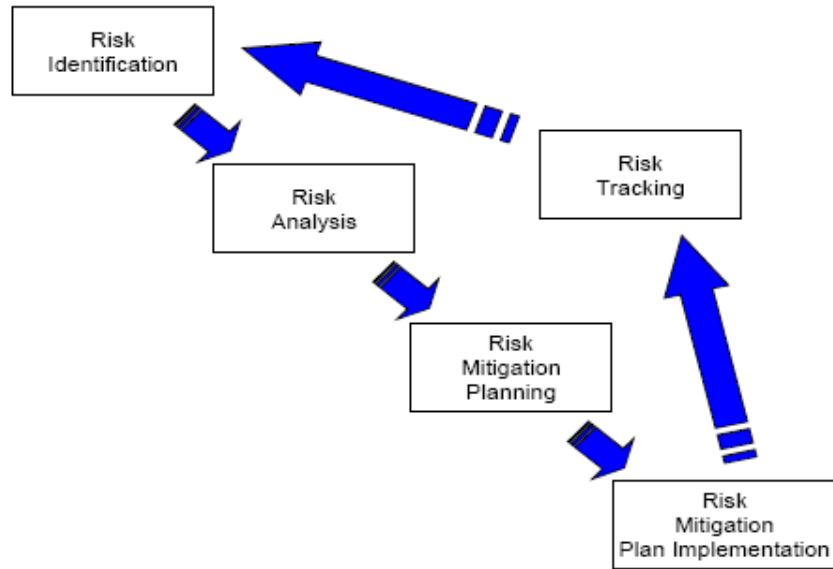 Risk
Identification
Risk
Tracking
Risk
Analysis
Risk
Mitigation
Planning
Risk
Mitigation
Plan Implementation